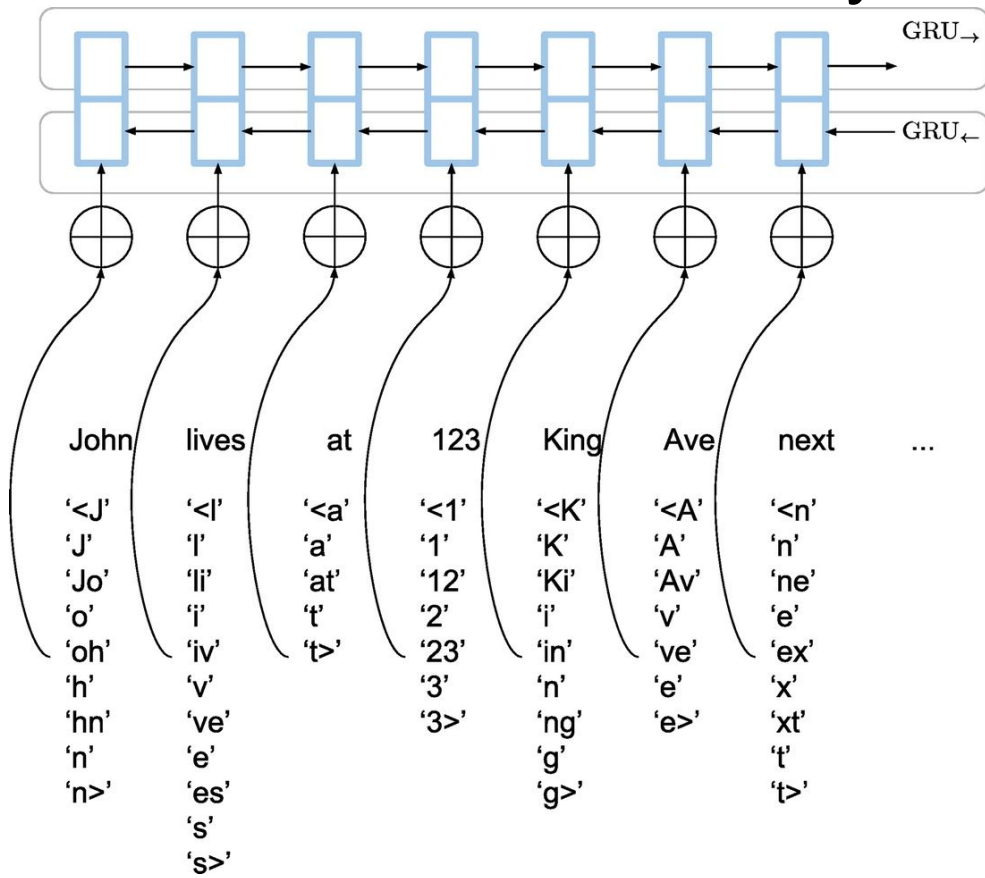 GRU→
GRU←
John lives at 123 King Ave next ...
‘<J’ ‘<l’ ‘<a’ ‘<1’ ‘<K’ ‘<A’ ‘<n’
‘J’ ‘l’ ‘a’ ‘1’ ‘K’ ‘A’ ‘n’
‘Jo’ ‘li’ ‘at’ ‘12’ ‘Ki’ ‘Av’ ‘ne’
‘o’ ‘i’ ‘t’ ‘2’ ‘i’ ‘v’ ‘e’
‘oh’ ‘iv’ ‘t>’ ‘23’ ‘in’ ‘ve’ ‘ex’
‘h’ ‘v’ ‘3’ ‘n’ ‘e’ ‘x’
‘hn’ ‘ve’ ‘3>’ ‘ng’ ‘e>’ ‘xt’
‘n’ ‘e’ ‘g’ ‘t’
‘n>’ ‘es’ ‘g>’ ‘t>’
‘s’
‘s>’